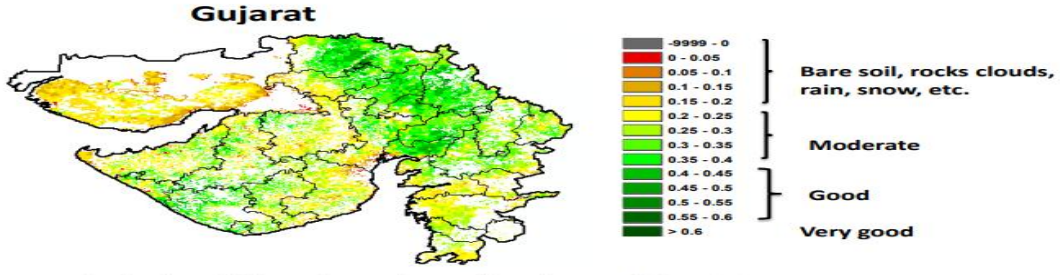 Gujarat
-9999 - 0
0 - 0.05
0.05 - 0.1
0.1 - 0.15
0.15 - 0.2
0.2 - 0.25
0.25 - 0.3
0.3 - 0.35
0.35 - 0.4
0.4 - 0.45
0.45 - 0.5
0.5 - 0.55
0.55 - 0.6
> 0.6
Bare soil, rocks clouds,
rain, snow, etc.
Moderate
Good
Very good